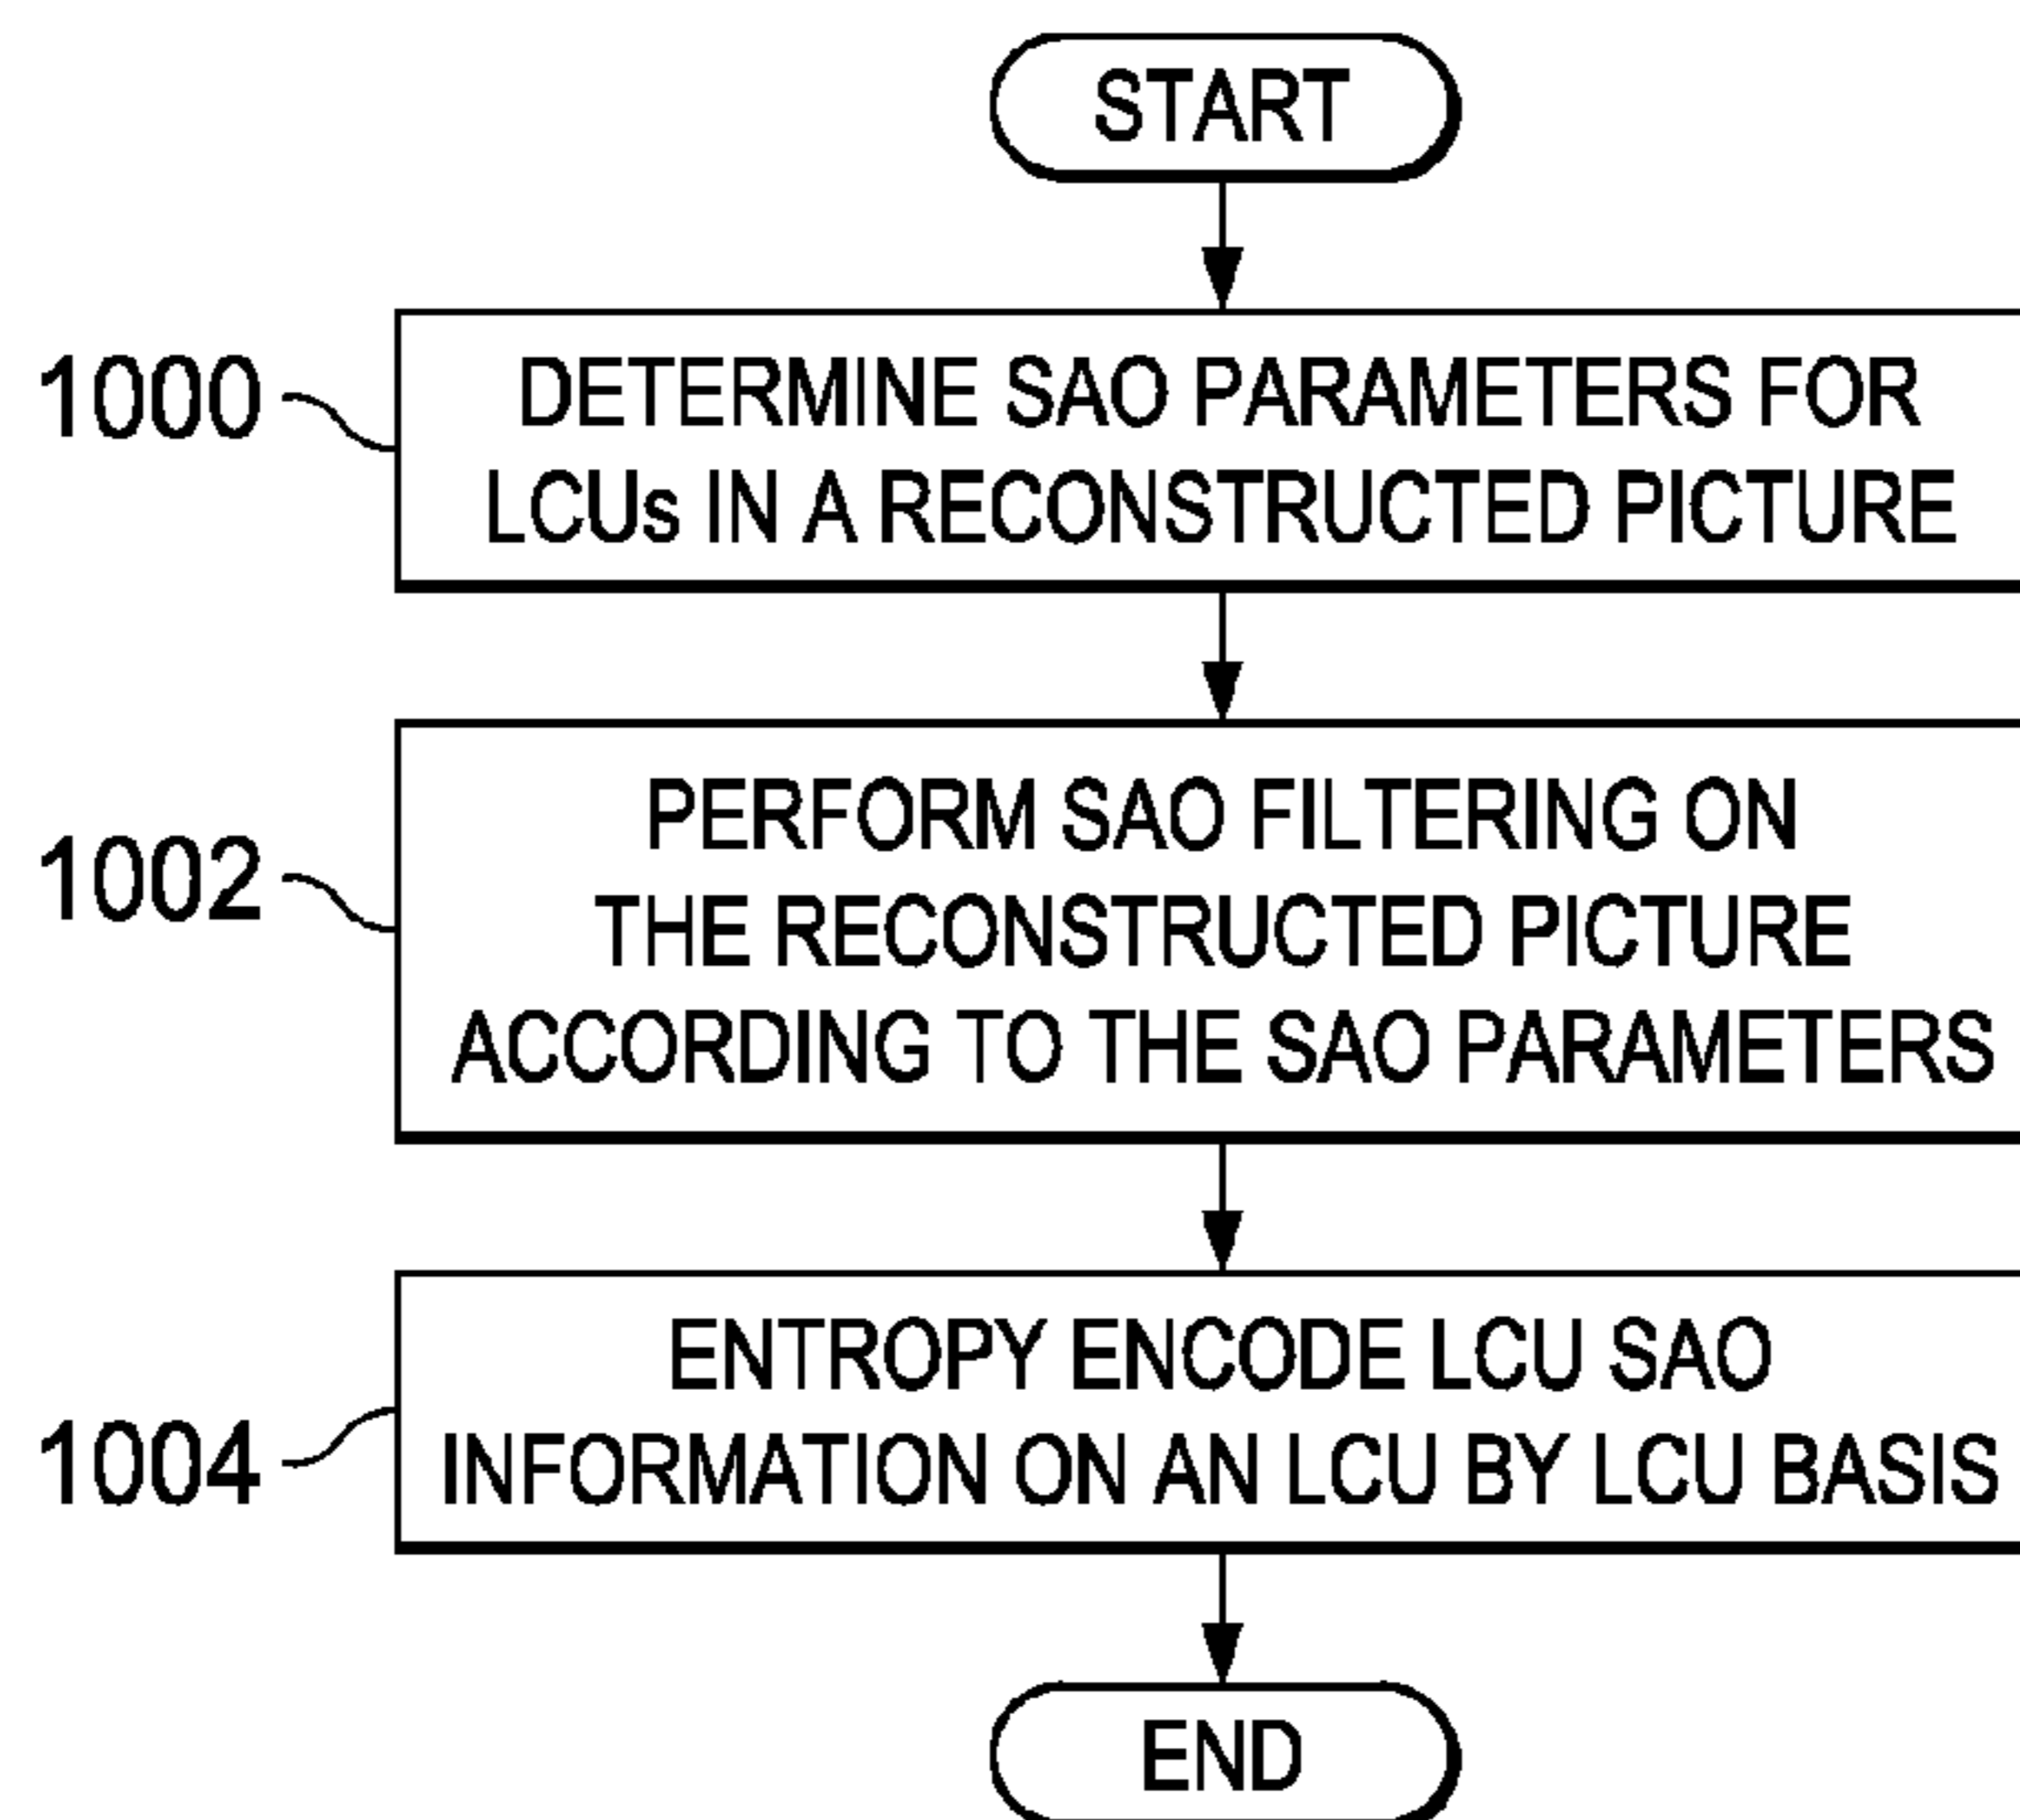 START
1000
DETERMINE SAO PARAMETERS FOR
LCUs IN A RECONSTRUCTED PICTURE
1002
PERFORM SAO FILTERING ON
THE RECONSTRUCTED PICTURE
ACCORDING TO THE SAO PARAMETERS
1004
ENTROPY ENCODE LCU SAO
INFORMATION ON AN LCU BY LCU BASIS
END